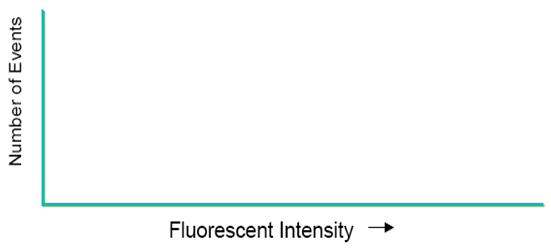 Number of Events
Fluorescent Intensity →